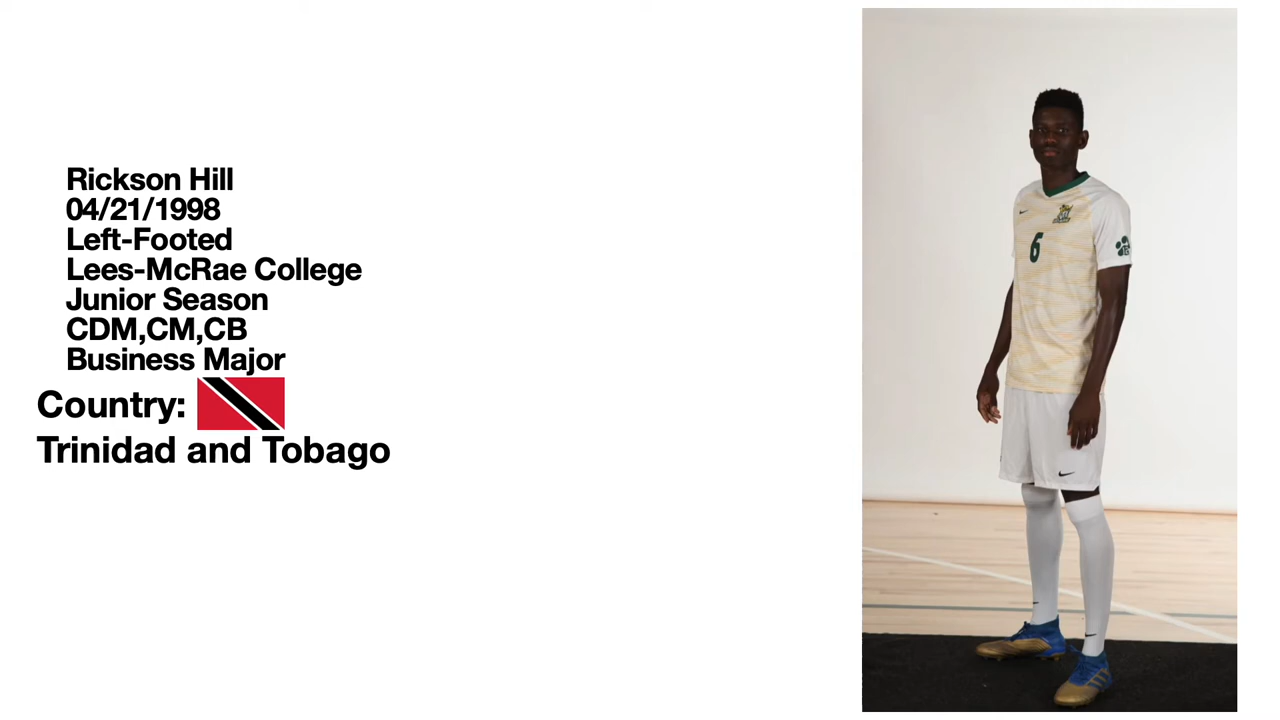 Rickson Hill
04/21/1998
Left-Footed
Lees-McRae College
Junior Season
CDM,CM,CB
Business Major
Country:
Trinidad and Tobago
6